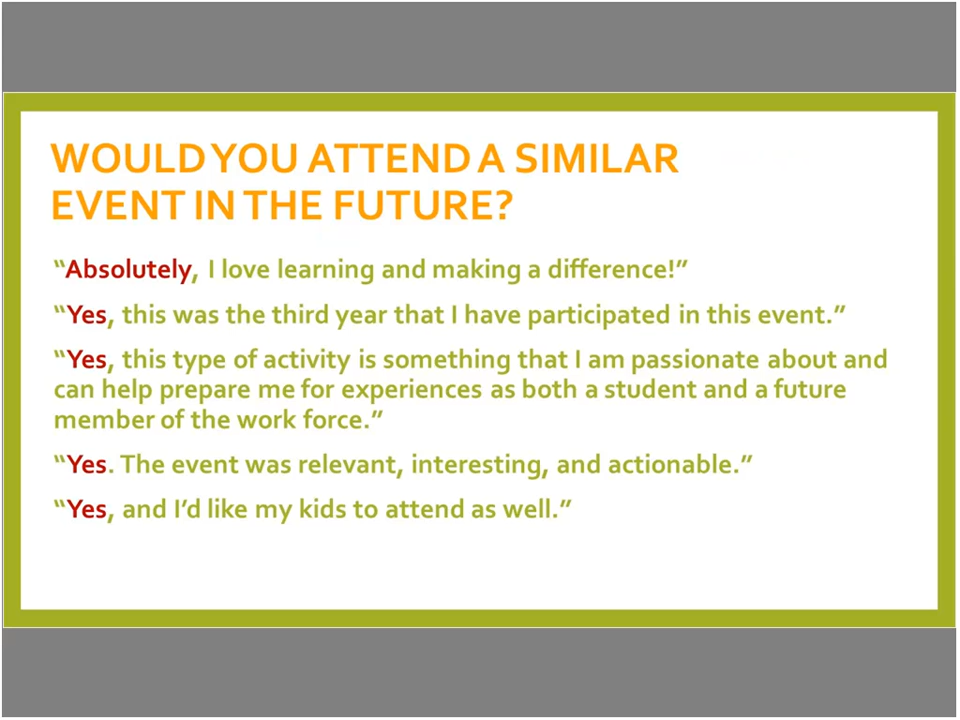 WOULD YOU ATTEND A SIMILAR
EVENT IN THE FUTURE?
“Absolutely, I love learning and making a difference!”
“Yes, this was the third year that I have participated in this event.”
“Yes, this type of activity is something that I am passionate about and
can help prepare me for experiences as both a student and a future
member of the work force.”
“Yes. The event was relevant, interesting, and actionable.”
“Yes, and I’d like my kids to attend as well.”